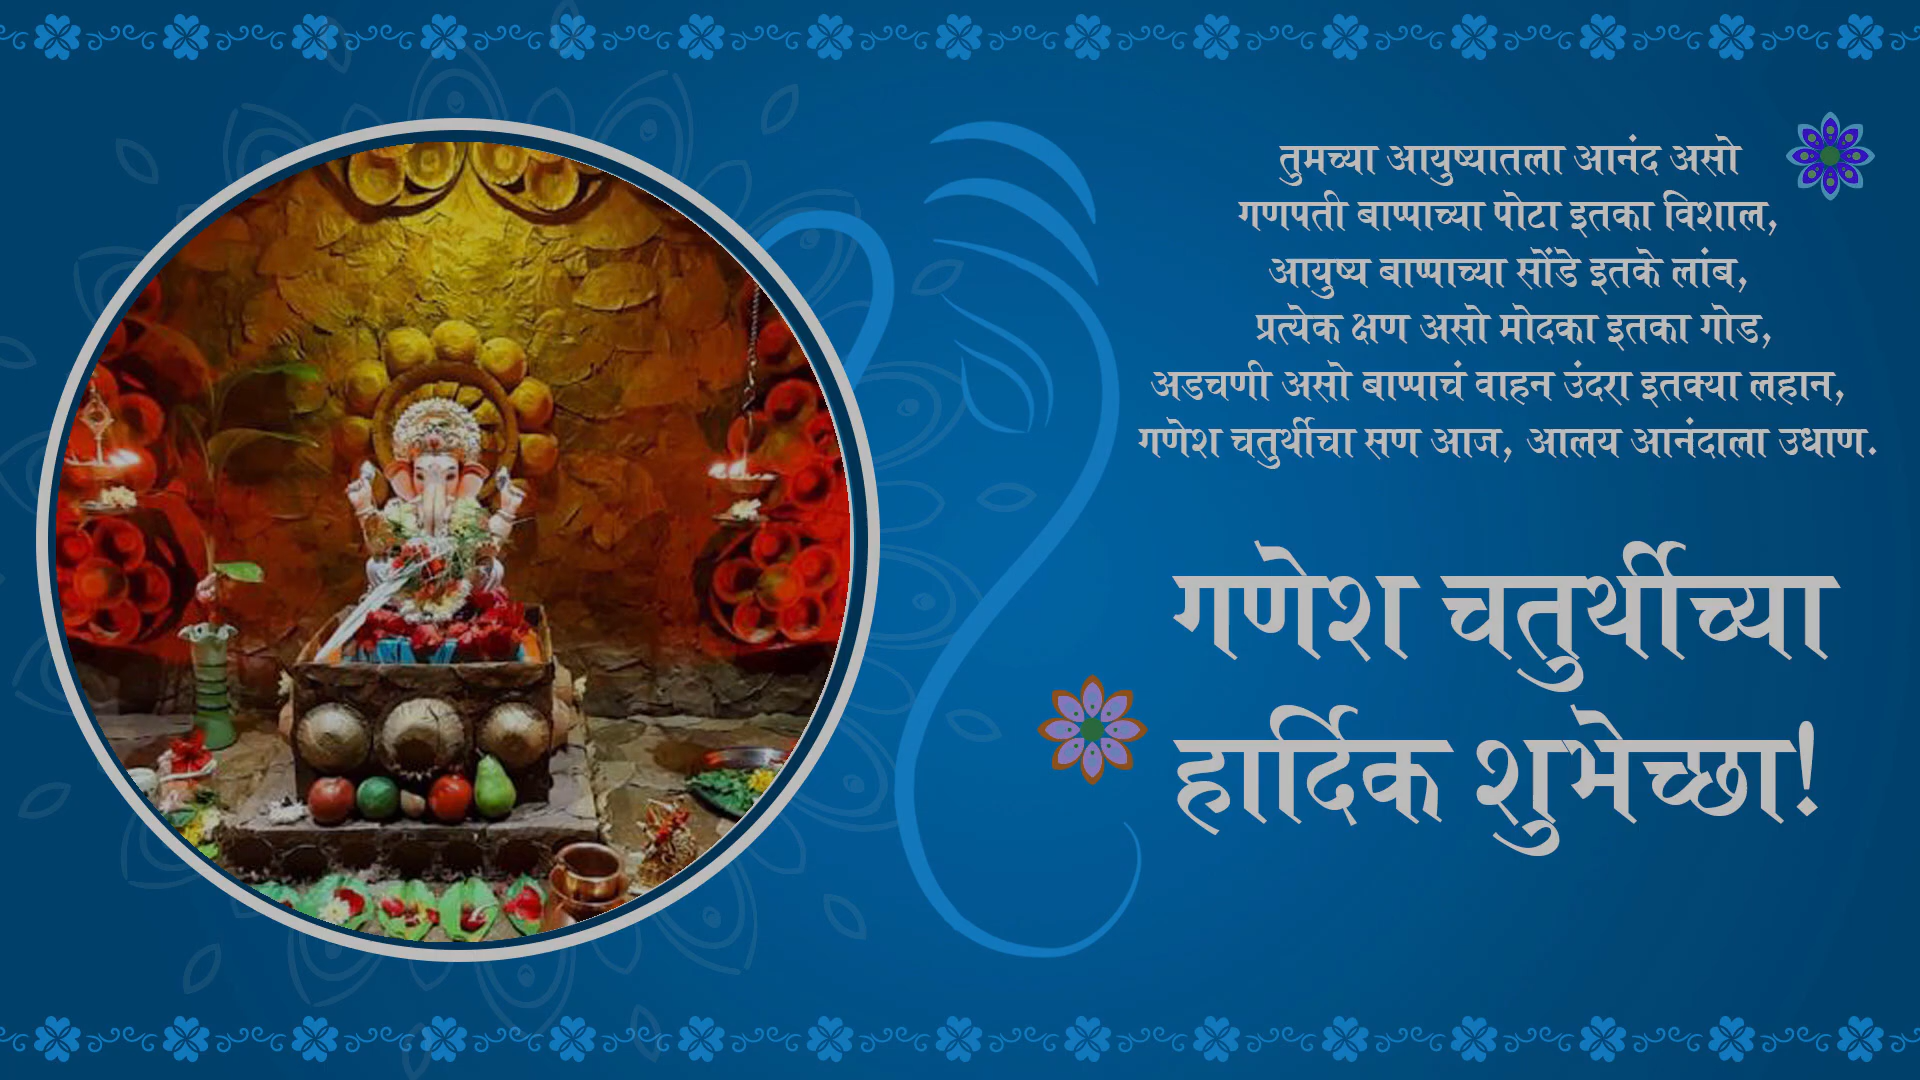 तुमच्या आयुष्यातला आनंद असो
गणपती बाप्पाच्या पोटा इतका विशाल,
आयुष्य बाप्पाच्या सोंडे इतके लांब,
प्रत्येक क्षण असो मोदका इतका गोड,
अडचणी असो बाप्पाचं वाहन उंदरा इतक्या लहान,
गणेश चतुर्थीचा सण आज, आलय आनंदाला उधाण.
गणेश चतुर्थीच्या
हार्दिक शुभेच्छा!